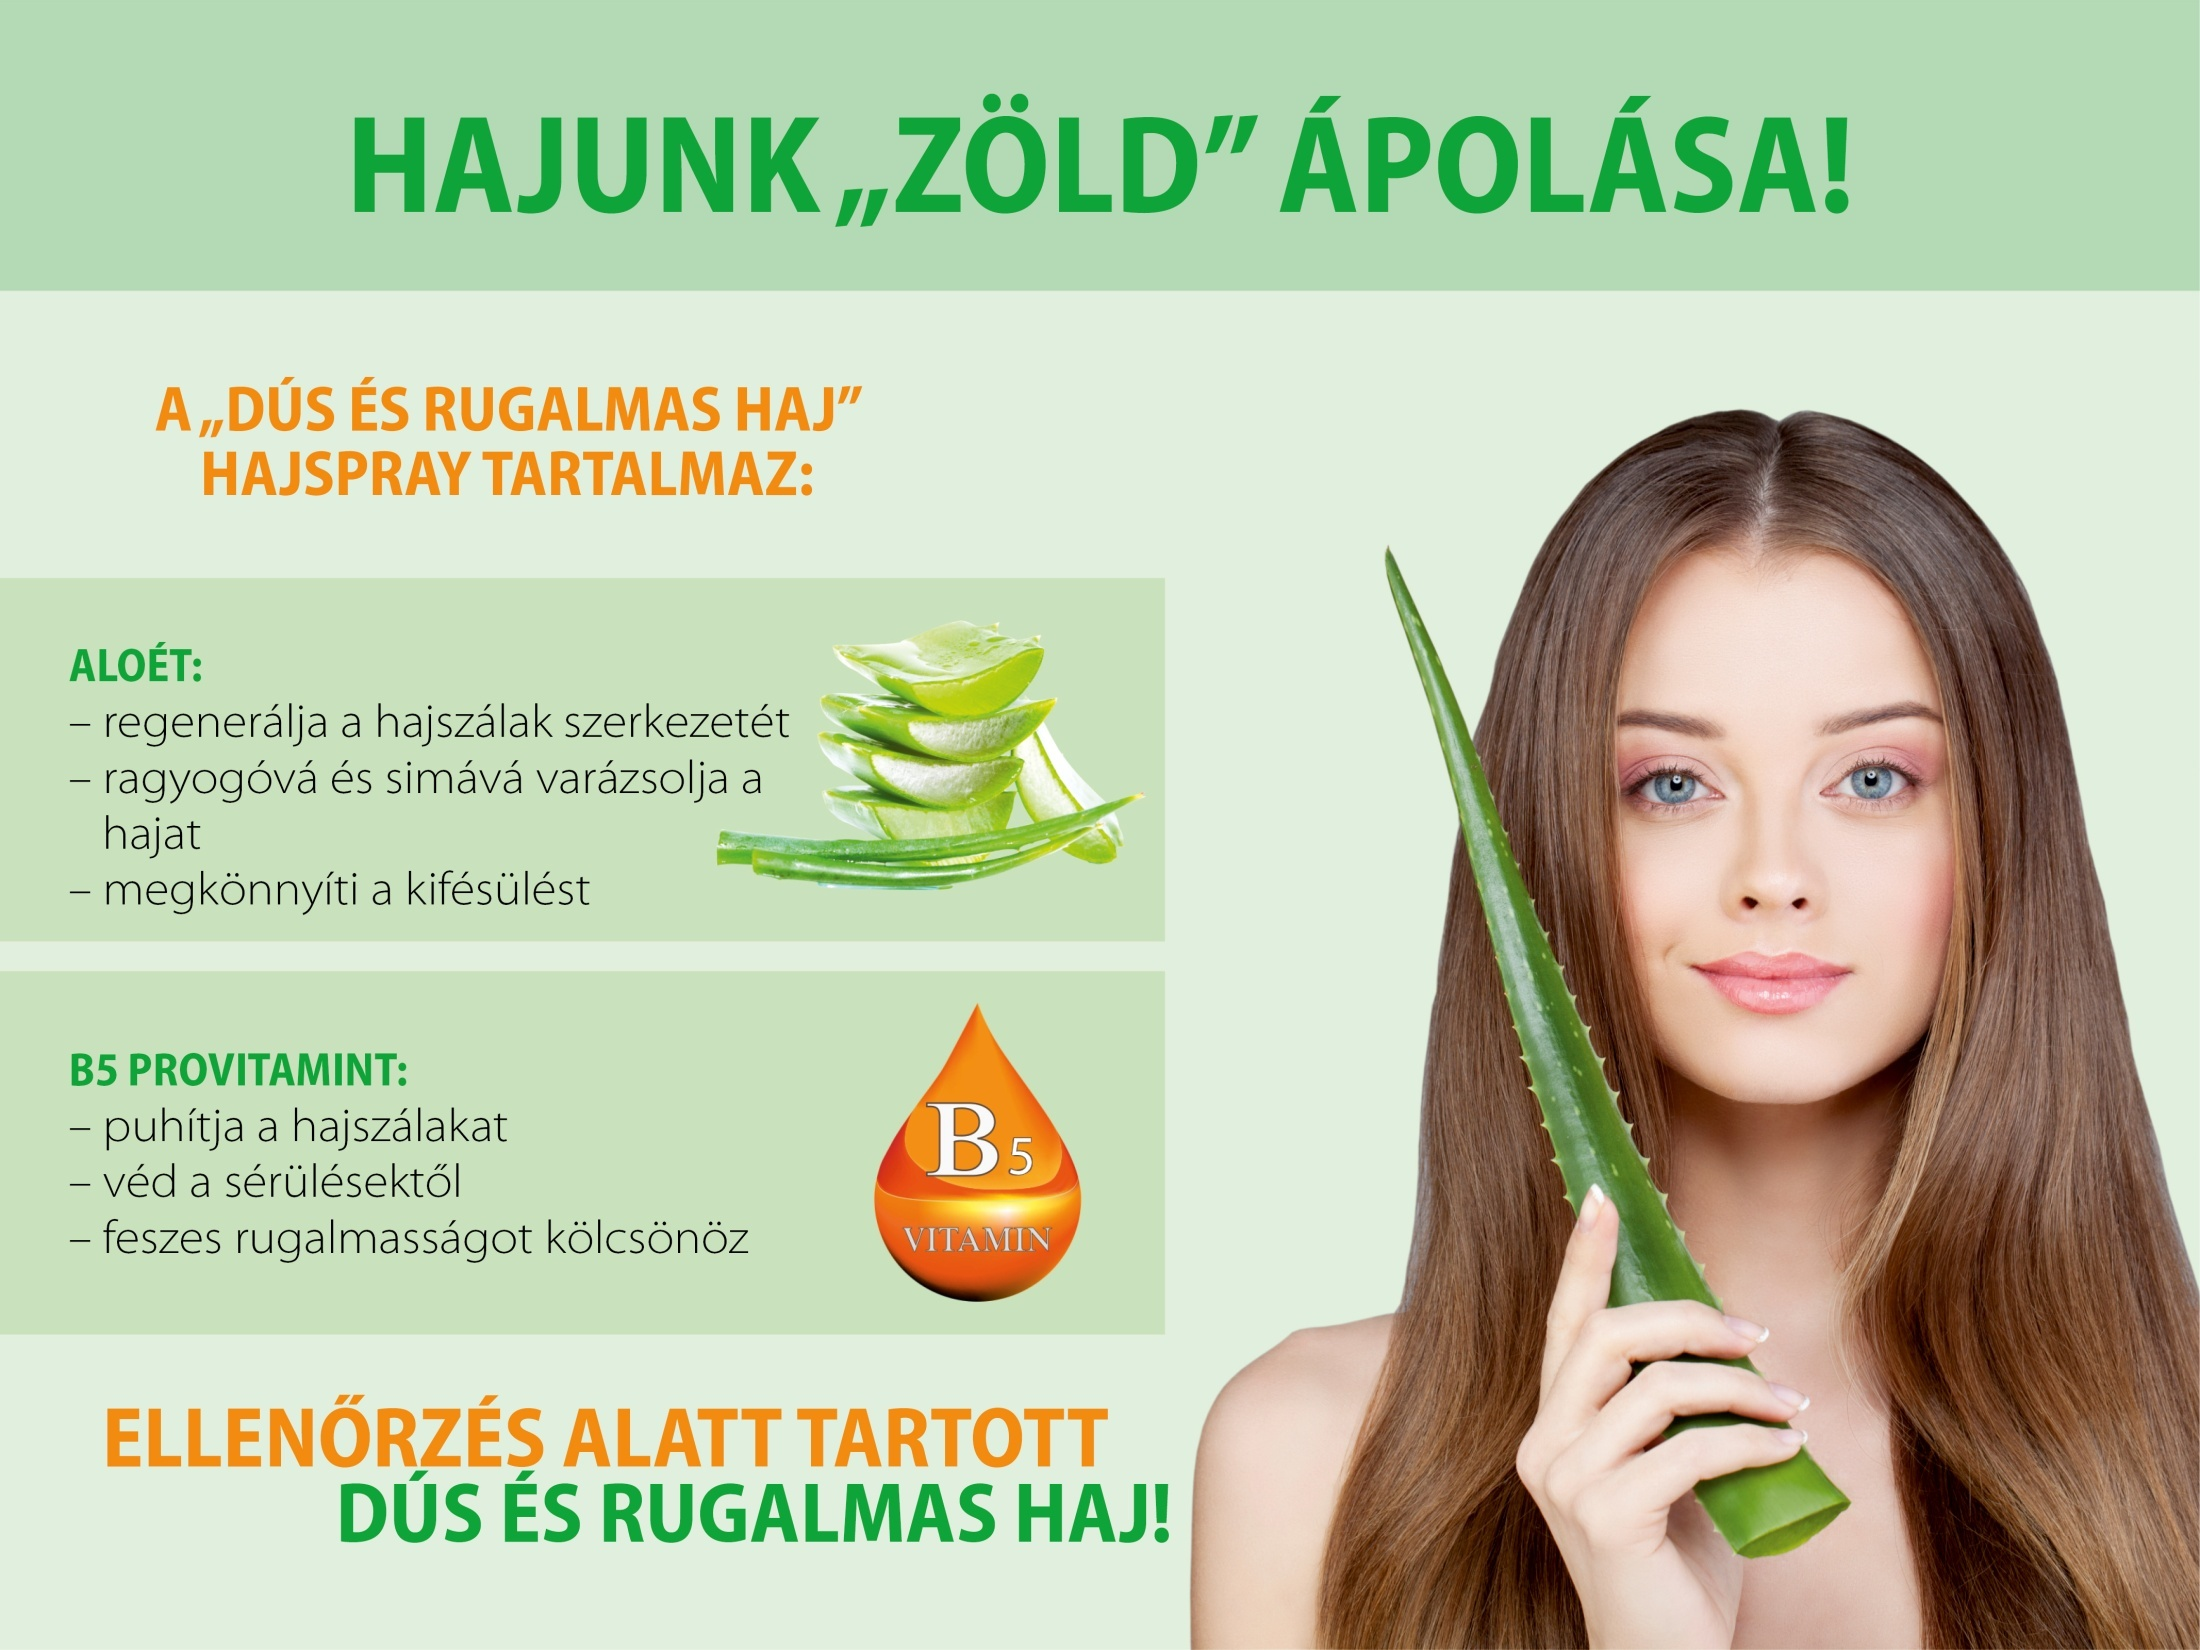 HAJUNK „ZÖLD” ÁPOLÁSA!
A „DÚS ÉS RUGALMAS HAJ”
HAJSPRAY TARTALMAZ:
ALOÉT:
– regenerálja a hajszálak szerkezetét
– ragyogóvá és simává varázsolja a
hajat
– megkönnyíti a kifésülést
B5 PROVITAMINT:
– puhítja a hajszálakat
– véd a sérülésektől
– feszes rugalmasságot kölcsönöz
B5
VITAMIN
ELLENŐRZÉS ALATT TARTOTT
DÚS ÉS RUGALMAS HAJ!